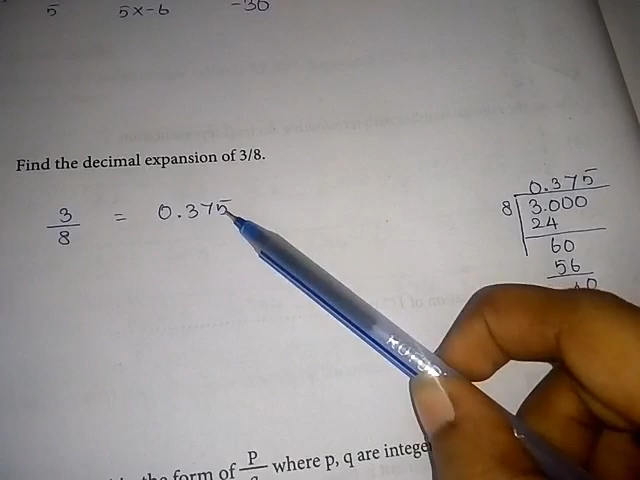 5 5x-6 -30
Find the decimal expansion of 3/8.
3/8 = 0.375
0.375
8 3.000
24
60
56
40
the form of p/ where p, q are intege